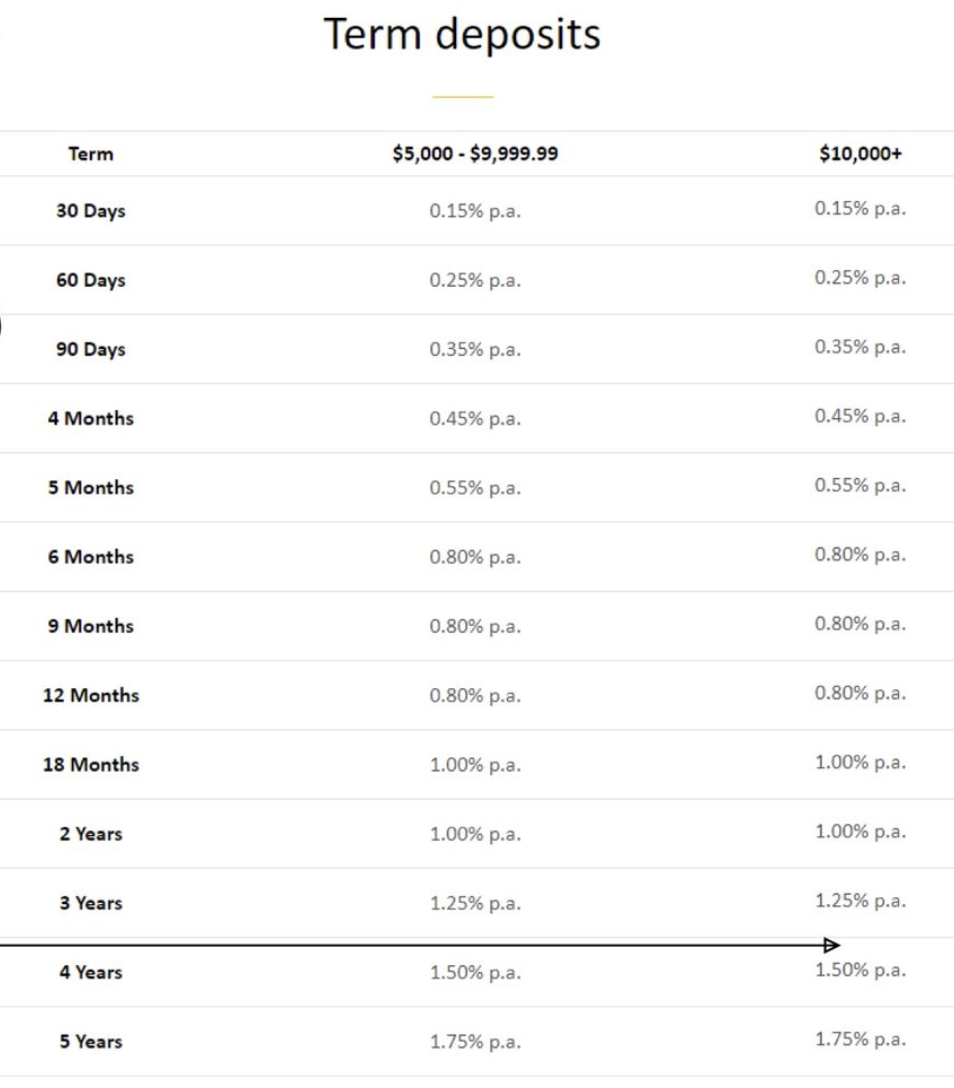 Term deposits
Term $5,000 - $9,999.99 $10,000+
30 Days 0.15% p.a. 0.15% p.a.
60 Days 0.25% p.a. 0.25% p.a.
90 Days 0.35% p.a. 0.35% p.a.
4 Months 0.45% p.a. 0.45% p.a.
5 Months 0.55% p.a. 0.55% p.a.
6 Months 0.80% p.a. 0.80% p.a.
9 Months 0.80% p.a. 0.80% p.a.
12 Months 0.80% p.a. 0.80% p.a.
18 Months 1.00% p.a. 1.00% p.a.
2 Years 1.00% p.a. 1.00% p.a.
3 Years 1.25% p.a. 1.25% p.a.
4 Years 1.50% p.a. 1.50% p.a.
5 Years 1.75% p.a. 1.75% p.a.